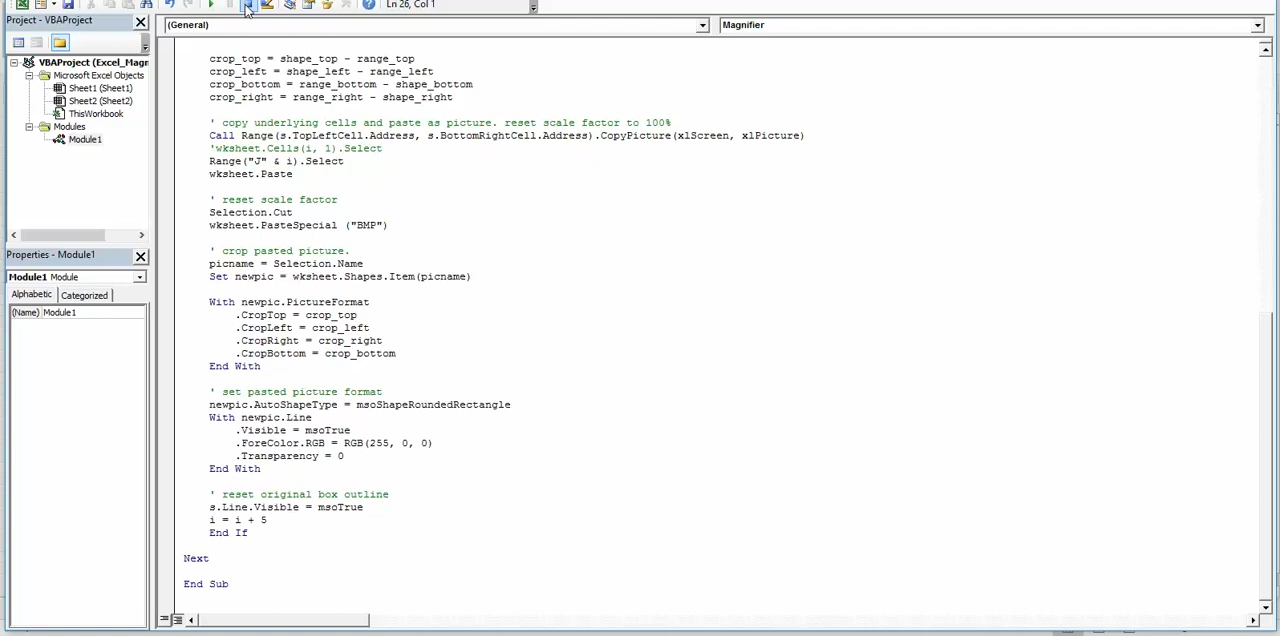 Ln 26, Col 1
Project - VBAProject
(General)
Magnifier
VBAProject (Excel_Magn
Microsoft Excel Objects
Sheet1 (Sheet1)
Sheet2 (Sheet2)
ThisWorkbook
Modules
Module1
Properties - Module1
Module1 Module
Alphabetic
Categorized
(Name) Module1
crop_top = shape_top - range_top
crop_left = shape_left - range_left
crop_bottom = range_bottom - shape_bottom
crop_right = range_right - shape_right
' copy underlying cells and paste as picture. reset scale factor to 100%
Call Range(s.TopLeftCell.Address, s.BottomRightCell.Address).CopyPicture(xlScreen, xlPicture)
'wksheet.Cells(i, 1).Select
Range("J" & i).Select
wksheet.Paste
' reset scale factor
Selection.Cut
wksheet.PasteSpecial ("BMP")
' crop pasted picture.
picname = Selection.Name
Set newpic = wksheet.Shapes.Item(picname)
With newpic.PictureFormat
.CropTop = crop_top
.CropLeft = crop_left
.CropRight = crop_right
.CropBottom = crop_bottom
End With
' set pasted picture format
newpic.AutoShapeType = msoShapeRoundedRectangle
With newpic.Line
.Visible = msoTrue
.ForeColor.RGB = RGB(255, 0, 0)
.Transparency = 0
End With
' reset original box outline
s.Line.Visible = msoTrue
i = i + 5
End If
Next
End Sub